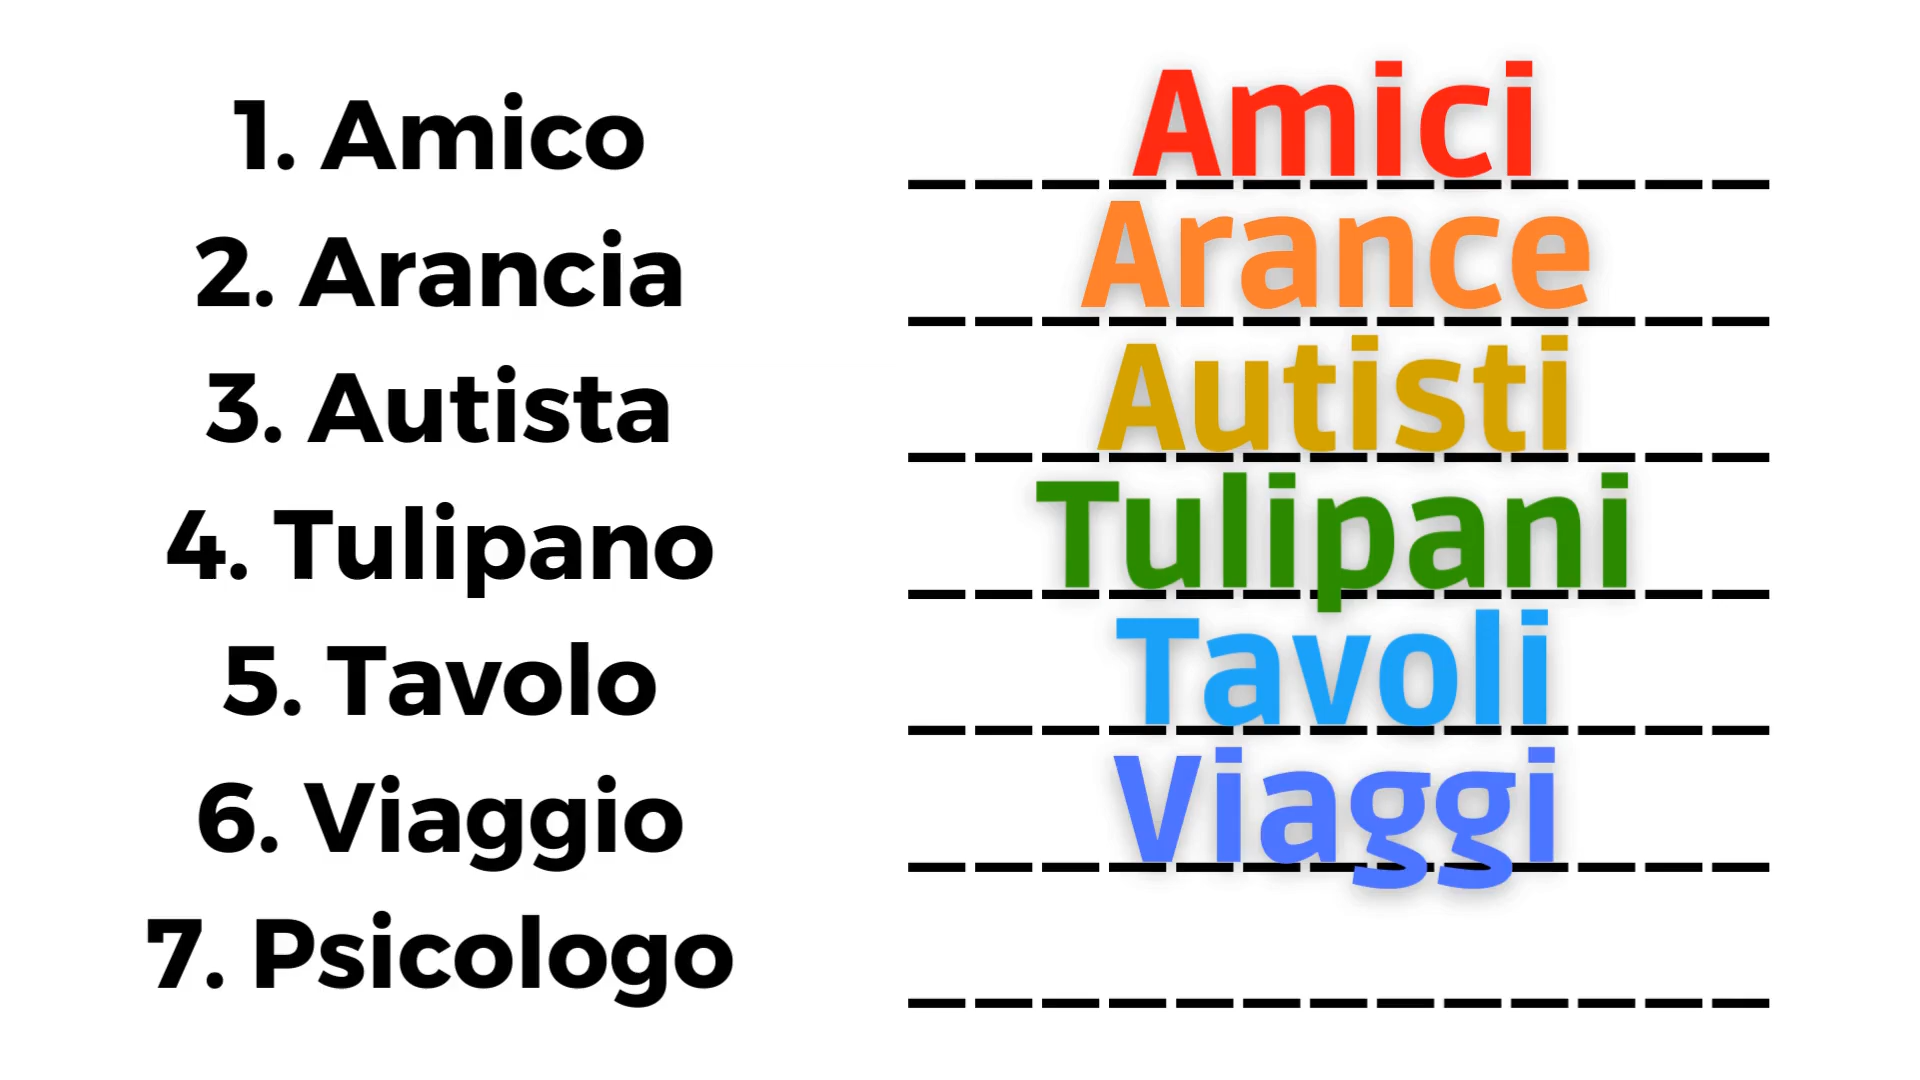 1. Amico Amici
2. Arancia Arance
3. Autista Autisti
4. Tulipano Tulipani
5. Tavolo Tavoli
6. Viaggio Viaggi
7. Psicologo